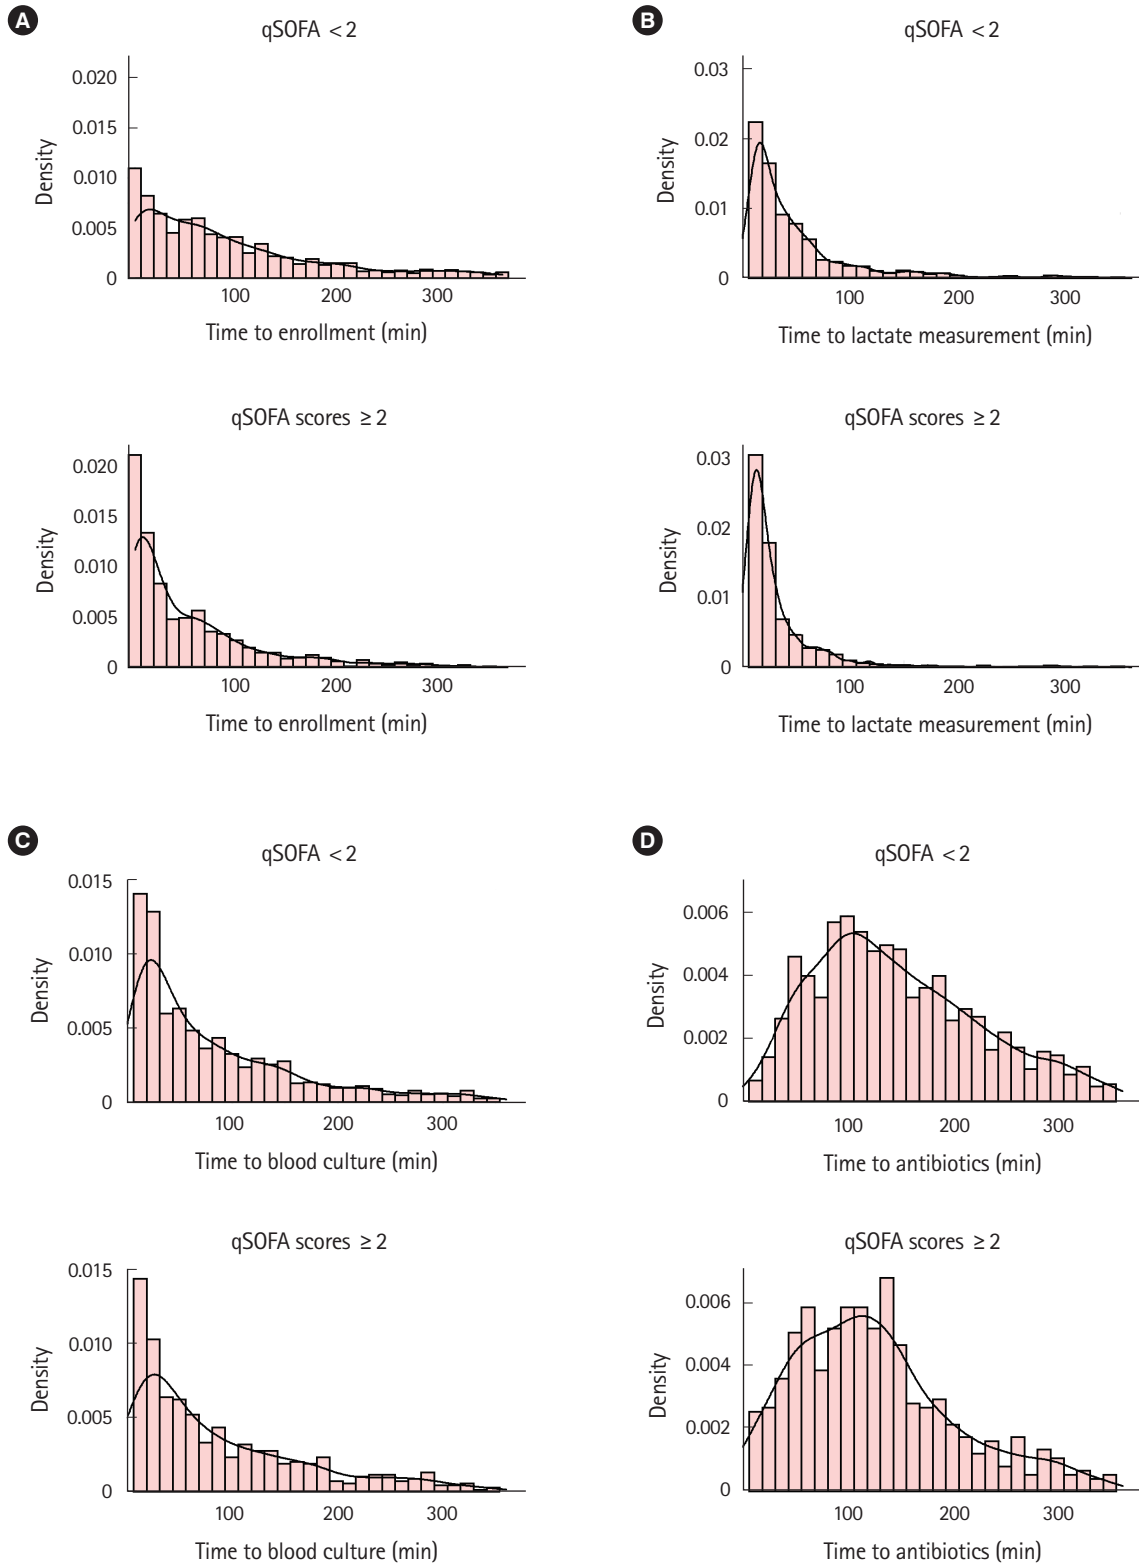 A
qSOFA < 2
0.020
0.015
0.010
0.005
0
Density
100 200 300
Time to enrollment (min)
qSOFA scores ≥ 2
0.020
0.015
0.010
0.005
0
Density
100 200 300
Time to enrollment (min)
B
qSOFA < 2
0.03
0.02
0.01
0
Density
100 200 300
Time to lactate measurement (min)
qSOFA scores ≥ 2
0.03
0.02
0.01
0
Density
100 200 300
Time to lactate measurement (min)
C
qSOFA < 2
0.015
0.010
0.005
0
Density
100 200 300
Time to blood culture (min)
qSOFA scores ≥ 2
0.015
0.010
0.005
0
Density
100 200 300
Time to blood culture (min)
D
qSOFA < 2
0.006
0.004
0.002
0
Density
100 200 300
Time to antibiotics (min)
qSOFA scores ≥ 2
0.006
0.004
0.002
0
Density
100 200 300
Time to antibiotics (min)